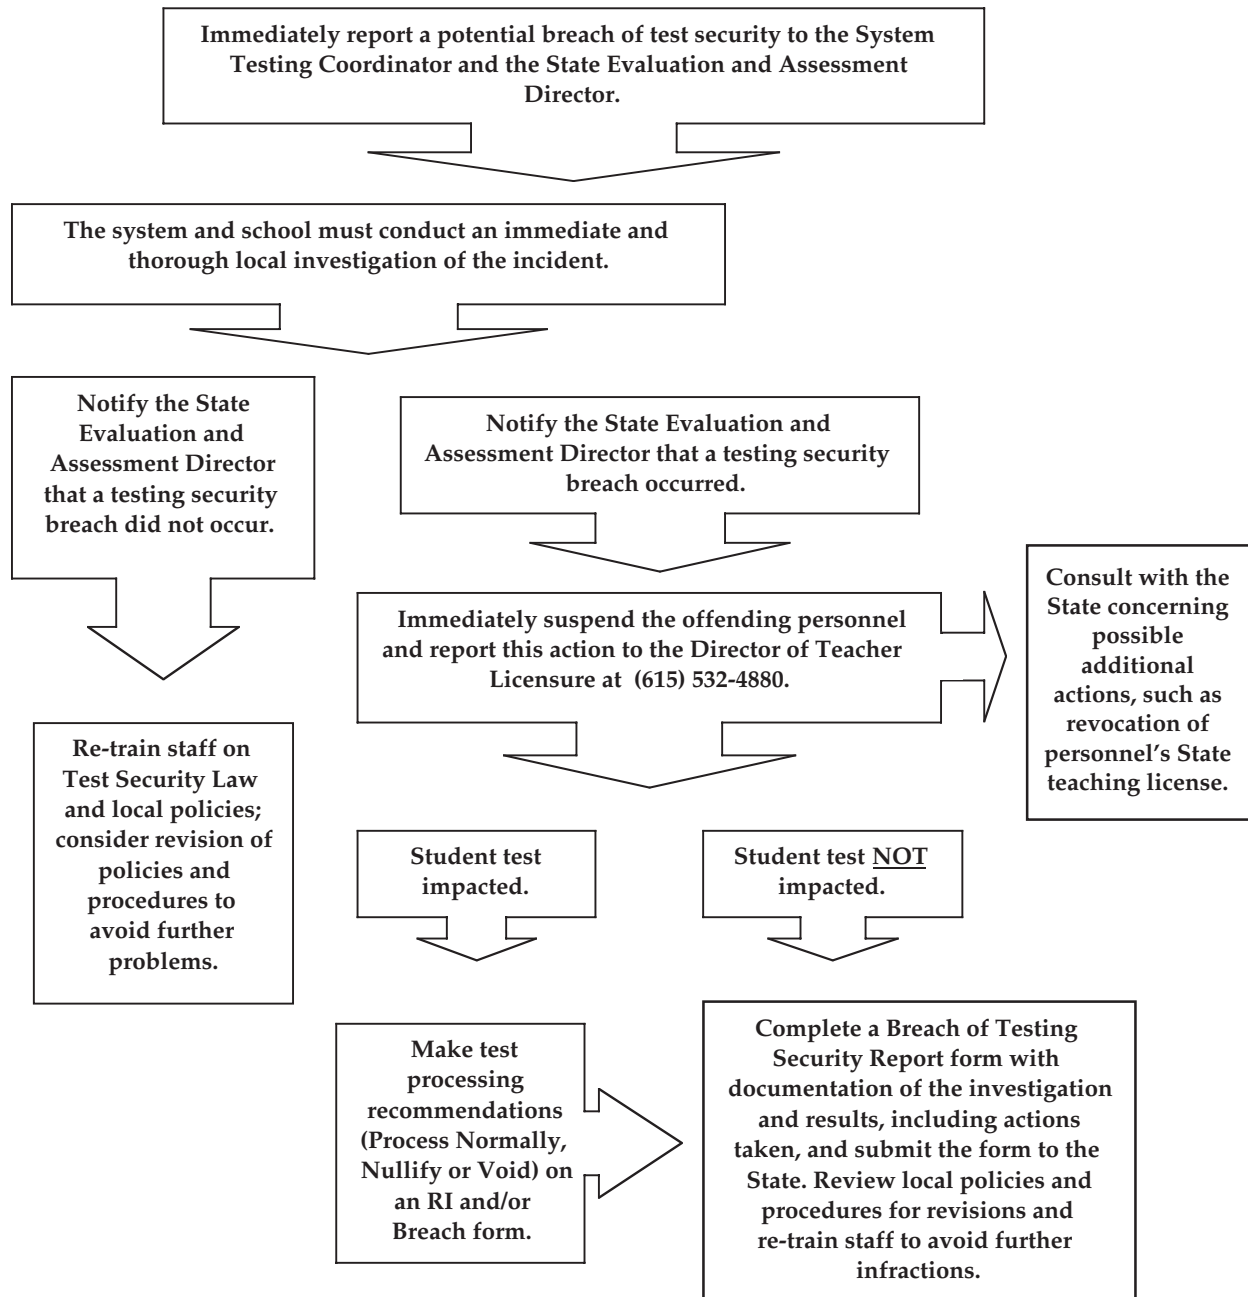 Immediately report a potential breach of test security to the System
Testing Coordinator and the State Evaluation and Assessment
Director.
The system and school must conduct an immediate and
thorough local investigation of the incident.
Notify the State
Evaluation and
Assessment Director
that a testing security
breach did not occur.
Notify the State Evaluation and
Assessment Director that a testing security
breach occurred.
Immediately suspend the offending personnel
and report this action to the Director of Teacher
Licensure at (615) 532-4880.
Consult with the
State concerning
possible
additional
actions, such as
revocation of
personnel’s State
teaching license.
Re-train staff on
Test Security Law
and local policies;
consider revision of
policies and
procedures to
avoid further
problems.
Student test
impacted.
Student test NOT
impacted.
Make test
processing
recommendations
(Process Normally,
Nullify or Void) on
an RI and/or
Breach form.
Complete a Breach of Testing
Security Report form with
documentation of the investigation
and results, including actions
taken, and submit the form to the
State. Review local policies and
procedures for revisions and
re-train staff to avoid further
infractions.